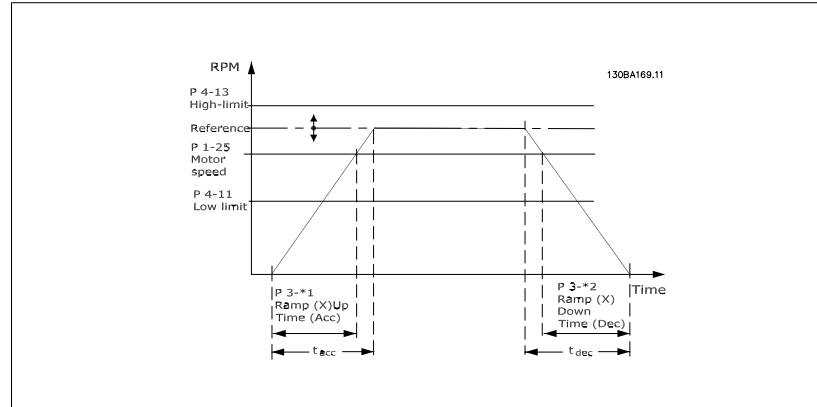 RPM
130BA169.11
P 4-13
High-limit
Reference
P 1-25
Motor
speed
P 4-11
Low limit
Time
P 3-*1
Ramp (X)Up
Time (Acc)
P 3-*2
Ramp (X)
Down
Time (Dec)
tacc
tdec